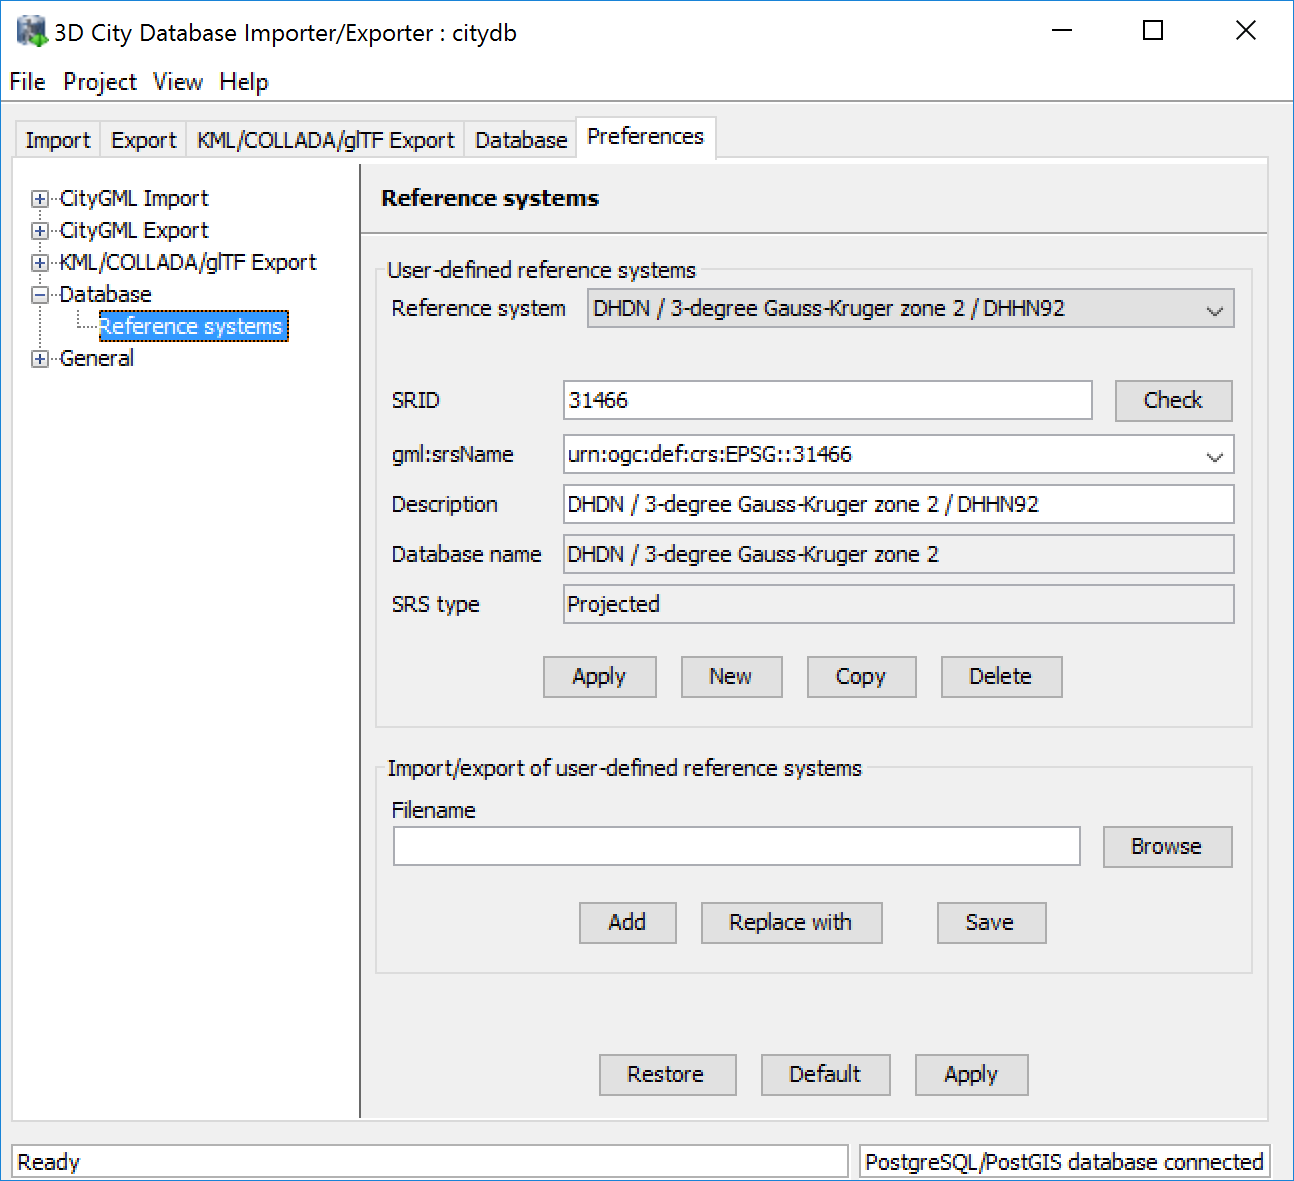 3D City Database Importer/Exporter : citydb
File Project View Help
Import Export KML/COLLADA/glTF Export Database Preferences
CityGML Import
CityGML Export
KML/COLLADA/glTF Export
Database
Reference systems
General
Reference systems
User-defined reference systems
Reference system DHDN / 3-degree Gauss-Kruger zone 2 / DHHN92
SRID 31466 Check
gml:srsName urn:ogc:def:crs:EPSG::31466
Description DHDN / 3-degree Gauss-Kruger zone 2 / DHHN92
Database name DHDN / 3-degree Gauss-Kruger zone 2
SRS type Projected
Apply New Copy Delete
Import/export of user-defined reference systems
Filename
Browse
Add Replace with Save
Restore Default Apply
Ready PostgreSQL/PostGIS database connected